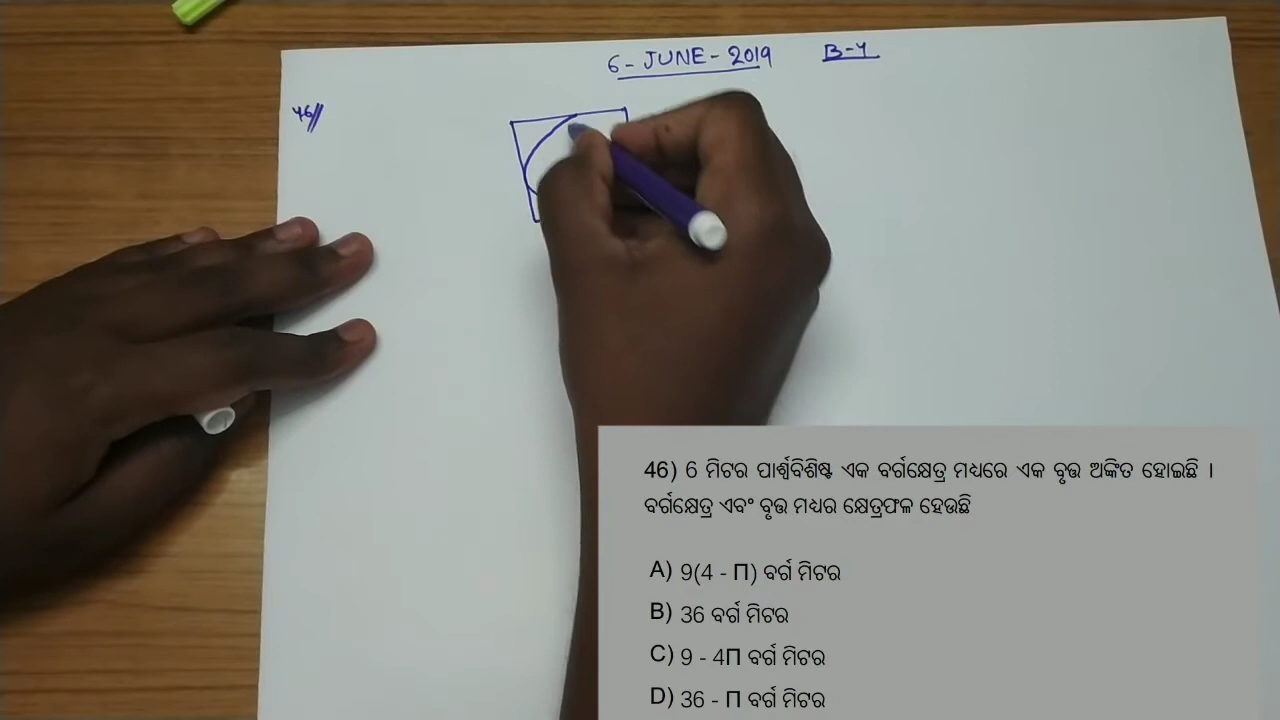 6 - JUNE - 2019 B-4
46//
46) 6 ମିଟର ପାର୍ଶ୍ଵବିଶିଷ୍ଟ ଏକ ବର୍ଗକ୍ଷେତ୍ର ମଧ୍ୟରେ ଏକ ବୃତ୍ତ ଅଙ୍କିତ ହୋଇଛି ।
ବର୍ଗକ୍ଷେତ୍ର ଏବଂ ବୃତ୍ତ ମଧ୍ୟର କ୍ଷେତ୍ରଫଳ ହେଉଛି
A) 9(4 - Π) ବର୍ଗ ମିଟର
B) 36 ବର୍ଗ ମିଟର
C) 9 - 4Π ବର୍ଗ ମିଟର
D) 36 - Π ବର୍ଗ ମିଟର